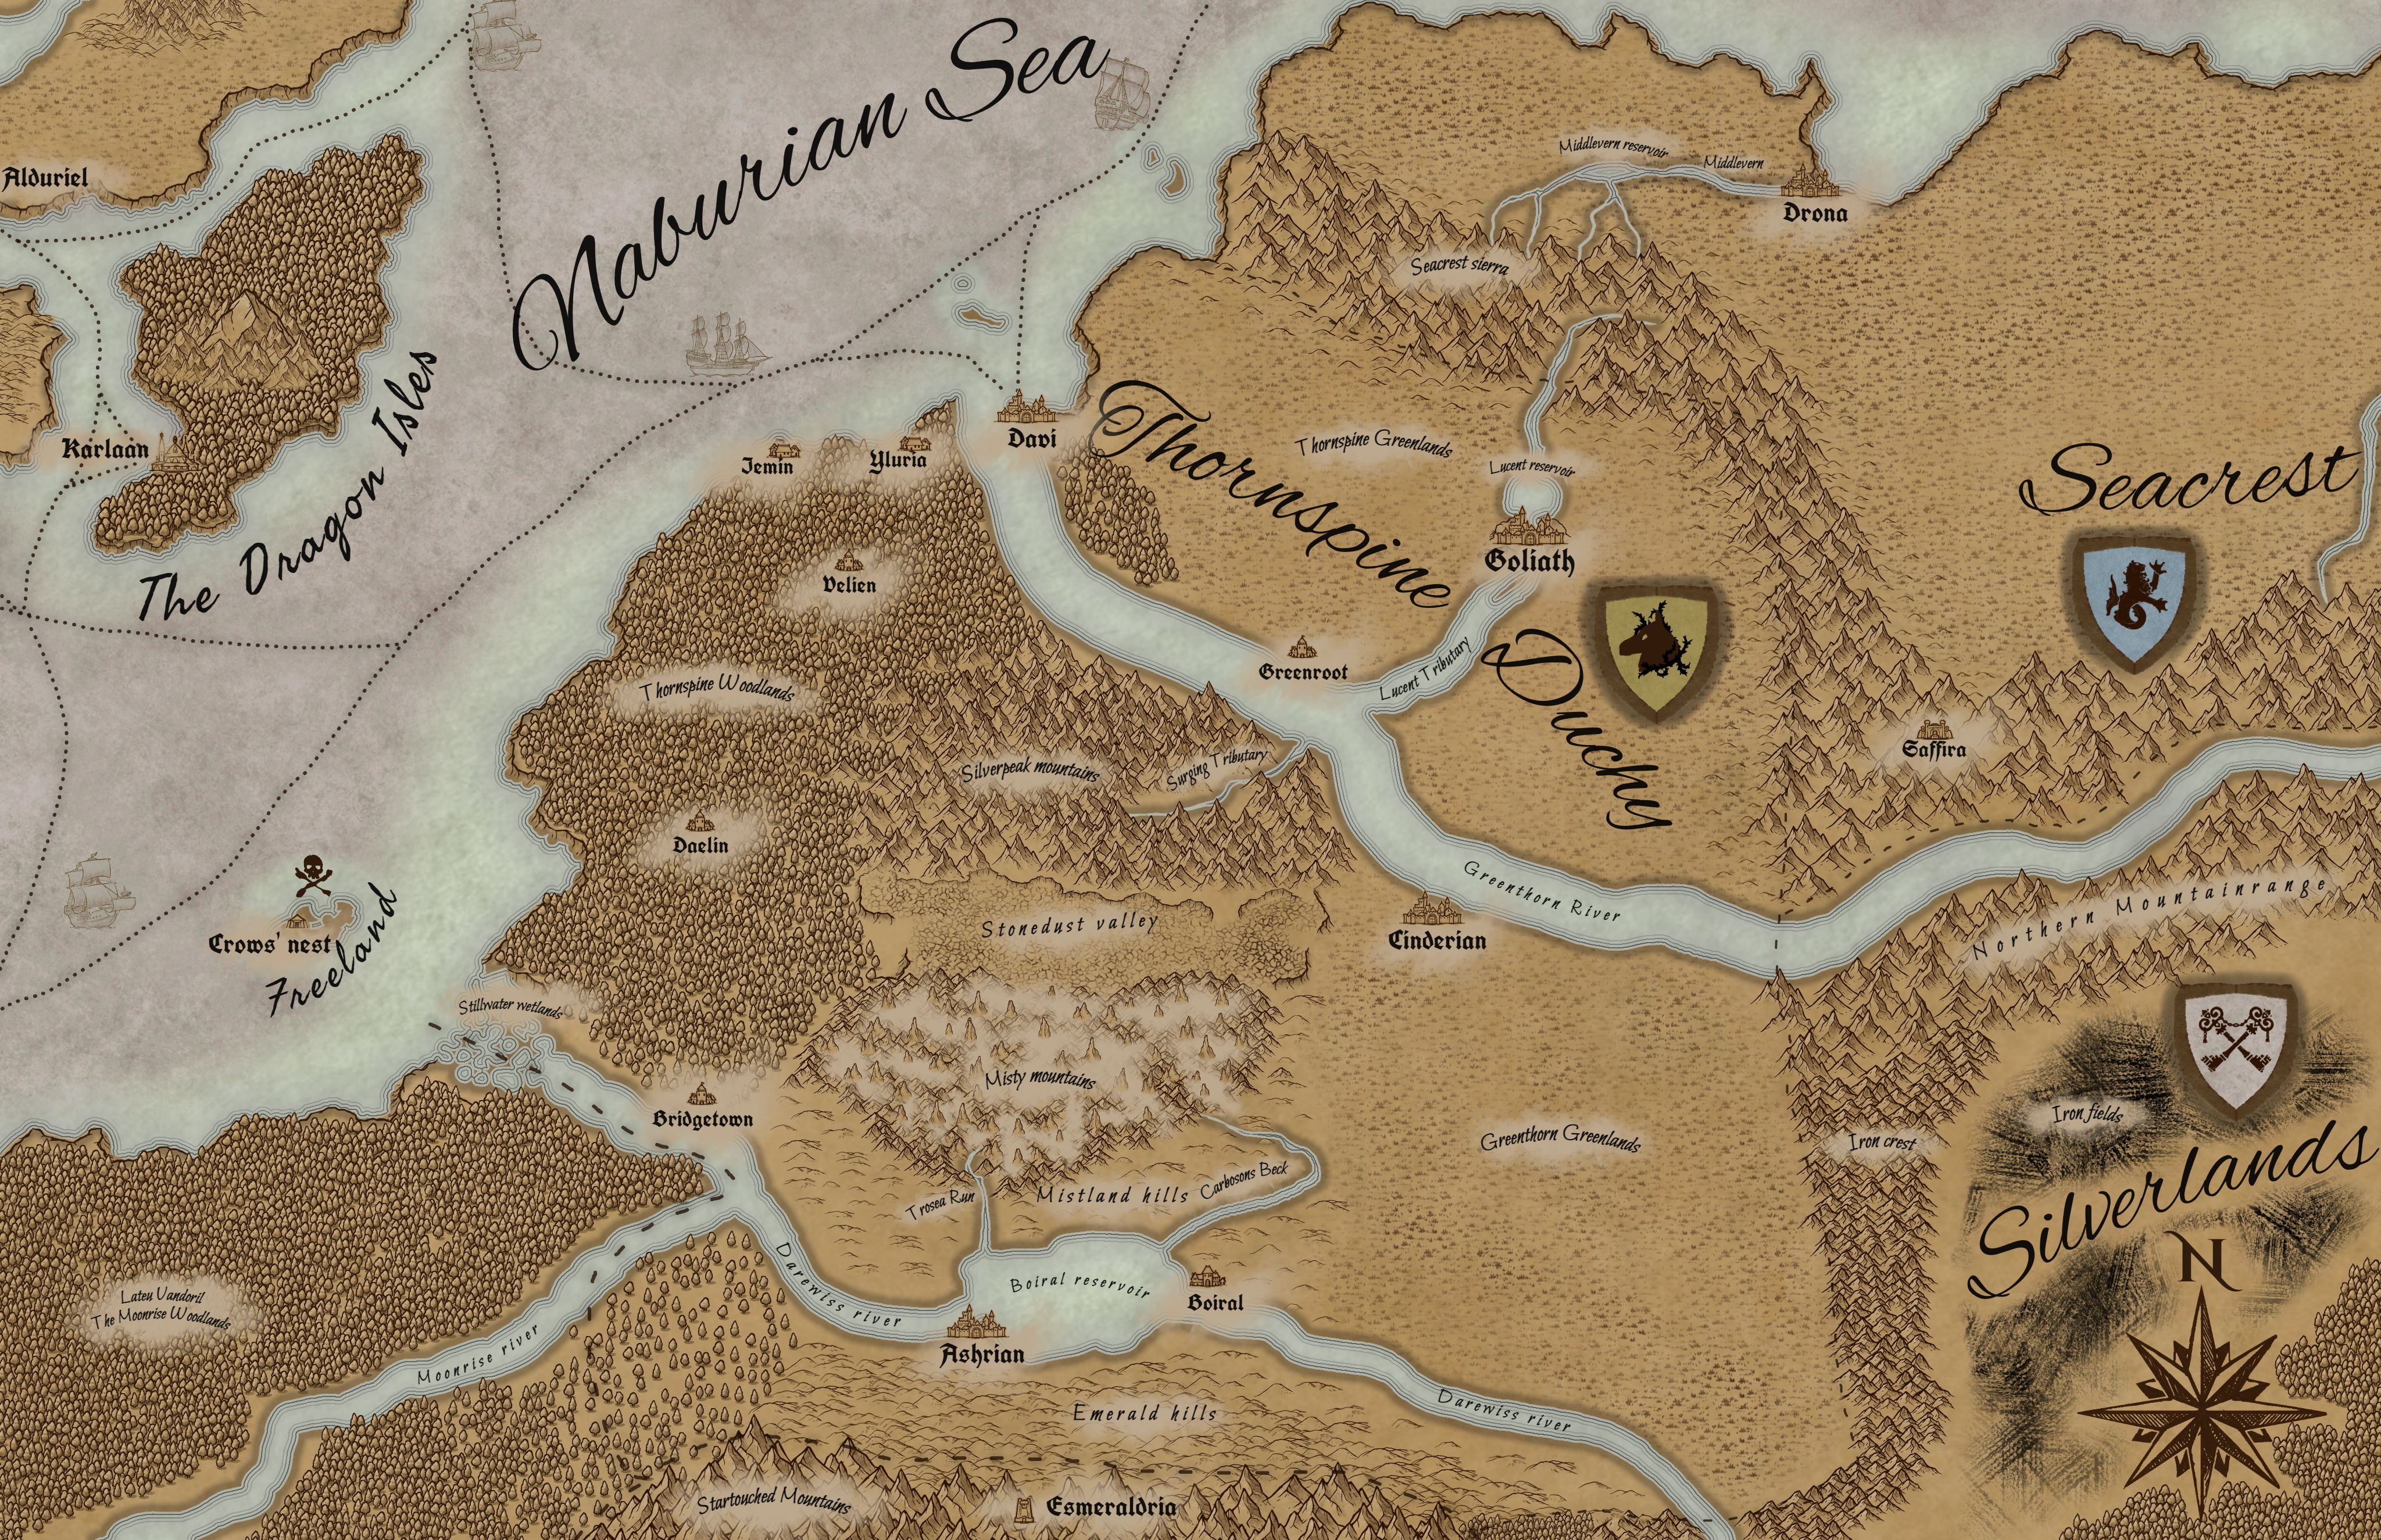 Naburian Sea
Alduriel
Middlevern reservoir
Middlevern
Drona
Seacrest sierra
The Dragon Isles
Karlaan
Davi
Jemin
Yluria
Thornspine
Duchy
Thornspine Greenlands
Lucent reservoir
Goliath
Seacrest
Velien
Greenroot
Lucent Tributary
Thornspine Woodlands
Silverpeak mountains
Surging Tributary
Saffira
Daelin
Greenthorn River
Stonedust valley
Cinderian
Northern Mountainrange
Crows' nest
Freeland
Stillwater wetlands
Misty mountains
Bridgetown
Greenthorn Greenlands
Iron crest
Iron fields
Silverlands
N
Trosea Run
Mistland hills
Carbosons Beck
Darewiss river
Boiral reservoir
Boiral
Lateu Vandoril
The Moonrise Woodlands
Moonrise river
Ashrian
Emerald hills
Darewiss river
Startouched Mountains
Esmeraldria